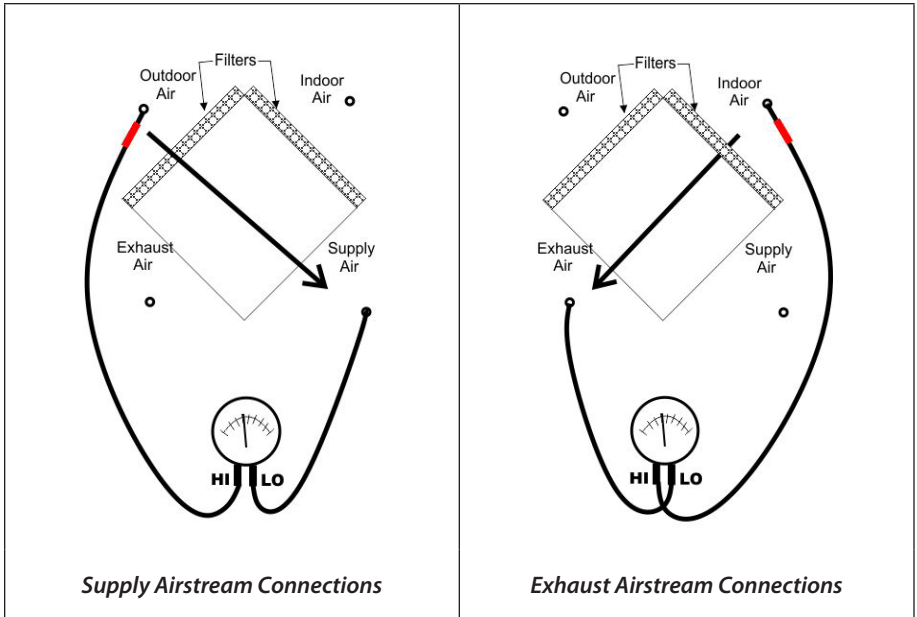 Filters
Outdoor
Air
Indoor
Air
Exhaust
Air
Supply
Air
HI LO
Supply Airstream Connections
Filters
Outdoor
Air
Indoor
Air
Exhaust
Air
Supply
Air
HI LO
Exhaust Airstream Connections